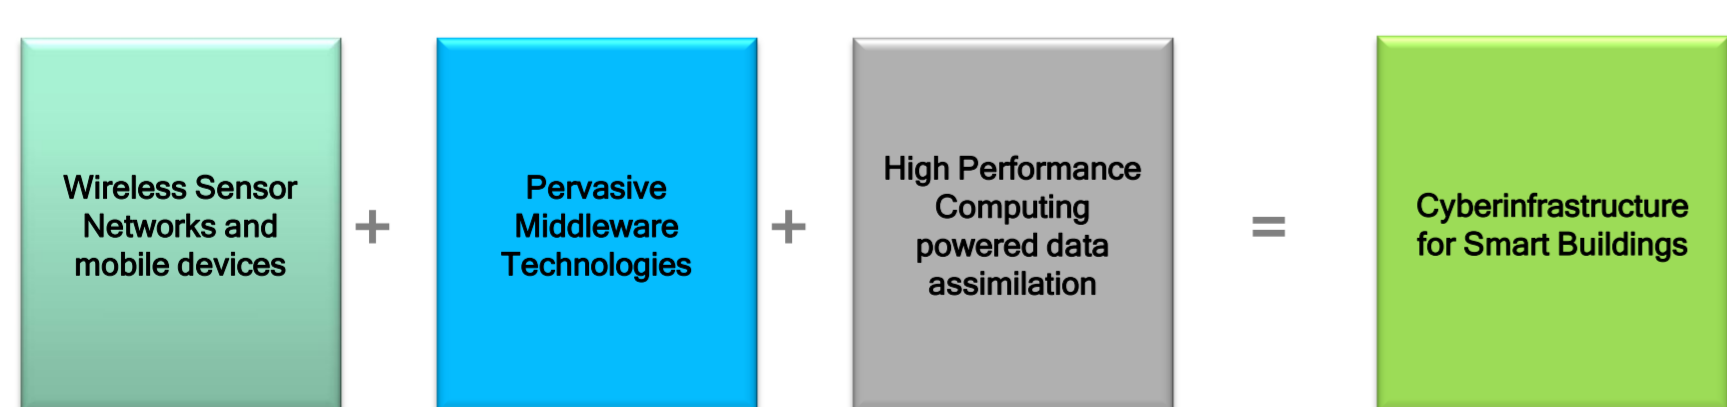 Wireless Sensor
Networks and
mobile devices
+
Pervasive
Middleware
Technologies
+
High Performance
Computing
powered data
assimilation
=
Cyberinfrastructure
for Smart Buildings